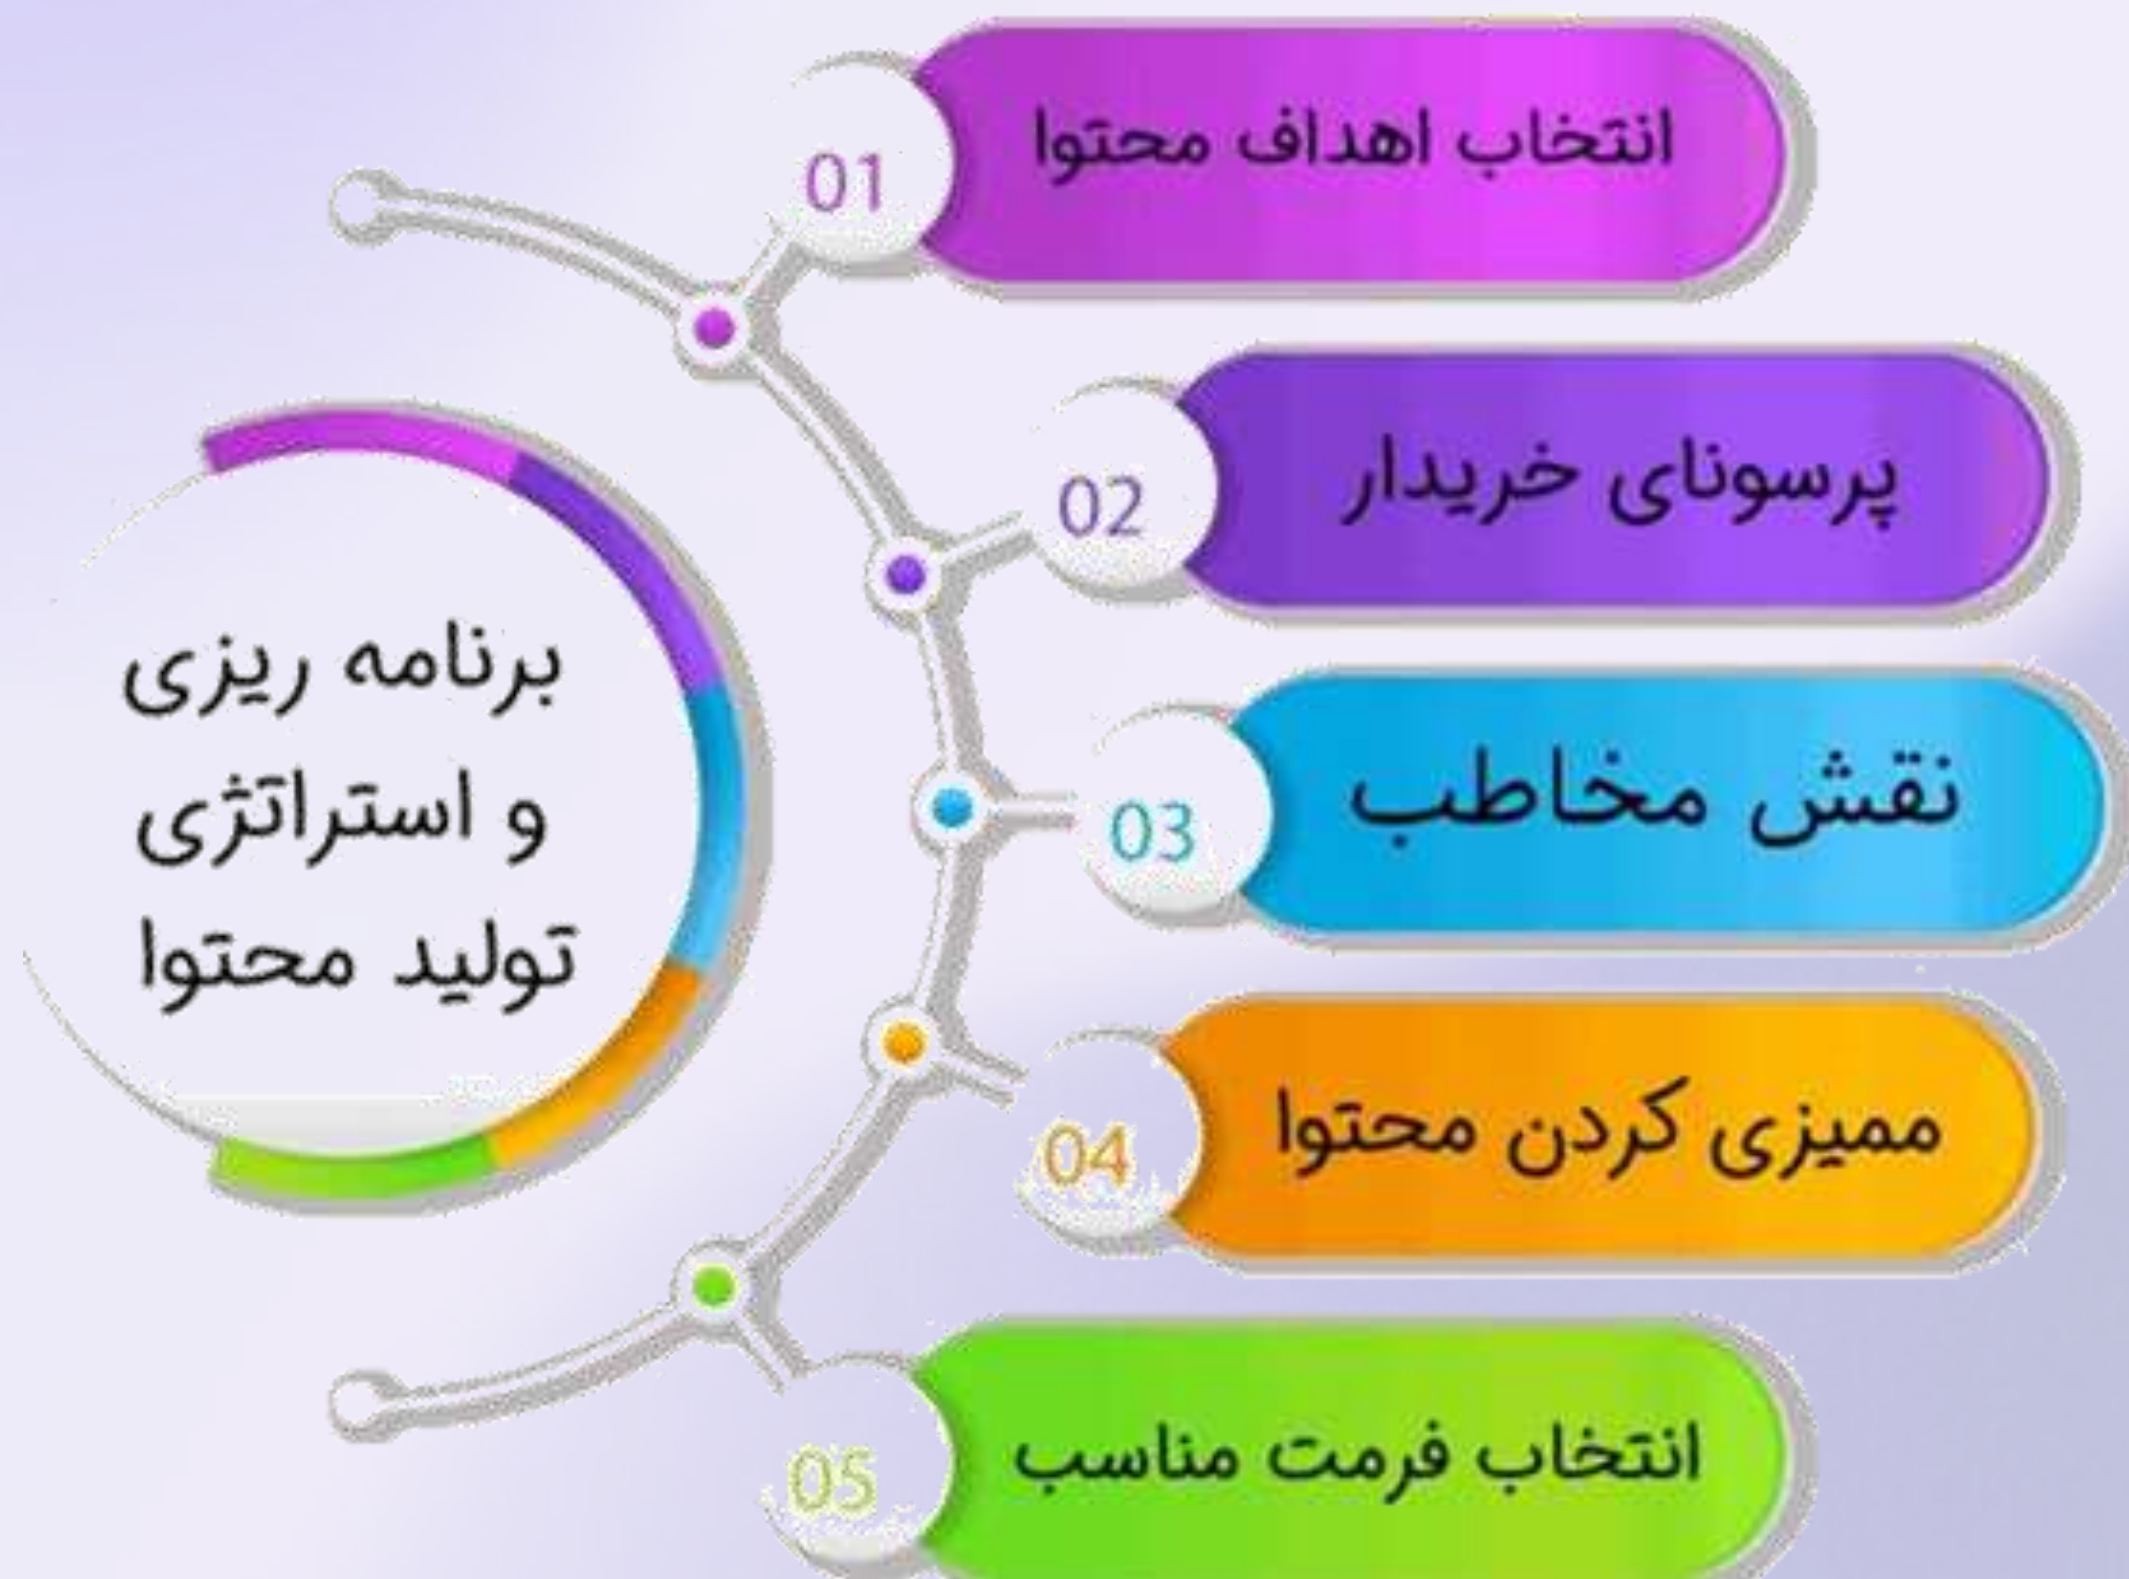 برنامه ریزی
و استراتژی
تولید محتوا
01
انتخاب اهداف محتوا
02
پرسونای خریدار
03
نقش مخاطب
04
ممیزی کردن محتوا
05
انتخاب فرمت مناسب